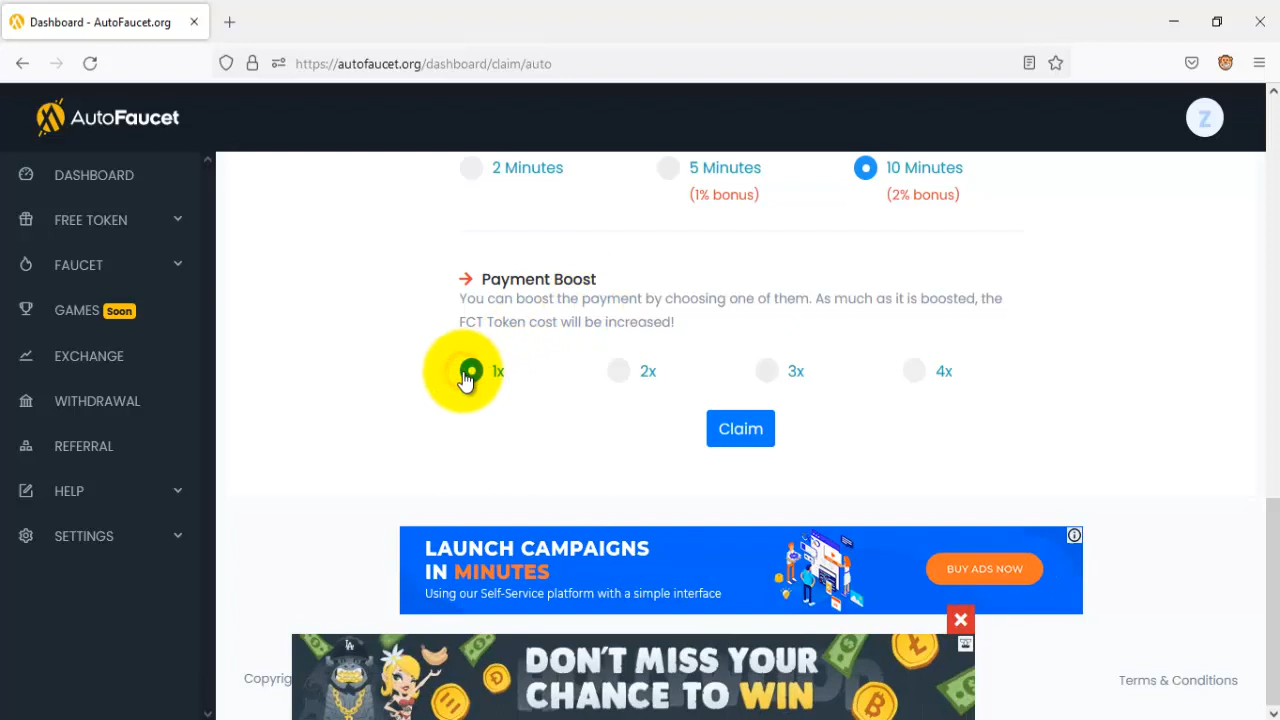 Dashboard - AutoFaucet.org
https://autofaucet.org/dashboard/claim/auto
AutoFaucet
Z
DASHBOARD
FREE TOKEN
FAUCET
GAMES Soon
EXCHANGE
WITHDRAWAL
REFERRAL
HELP
SETTINGS
2 Minutes
5 Minutes
10 Minutes
(1% bonus)
(2% bonus)
Payment Boost
You can boost the payment by choosing one of them. As much as it is boosted, the
FCT Token cost will be increased!
1x
2x
3x
4x
Claim
LAUNCH CAMPAIGNS
IN MINUTES
Using our Self-Service platform with a simple interface
BUY ADS NOW
DON'T MISS YOUR
CHANCE TO WIN
LA
Copyrig
Terms & Conditions